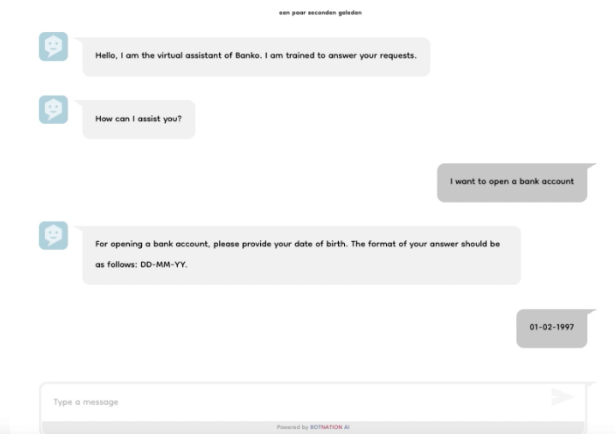 een paar seconden geleden
Hello, I am the virtual assistant of Banko. I am trained to answer your requests.
How can I assist you?
I want to open a bank account
For opening a bank account, please provide your date of birth. The format of your answer should be
as follows: DD-MM-YY.
01-02-1997
Type a message
Powered by BOTNATION AI